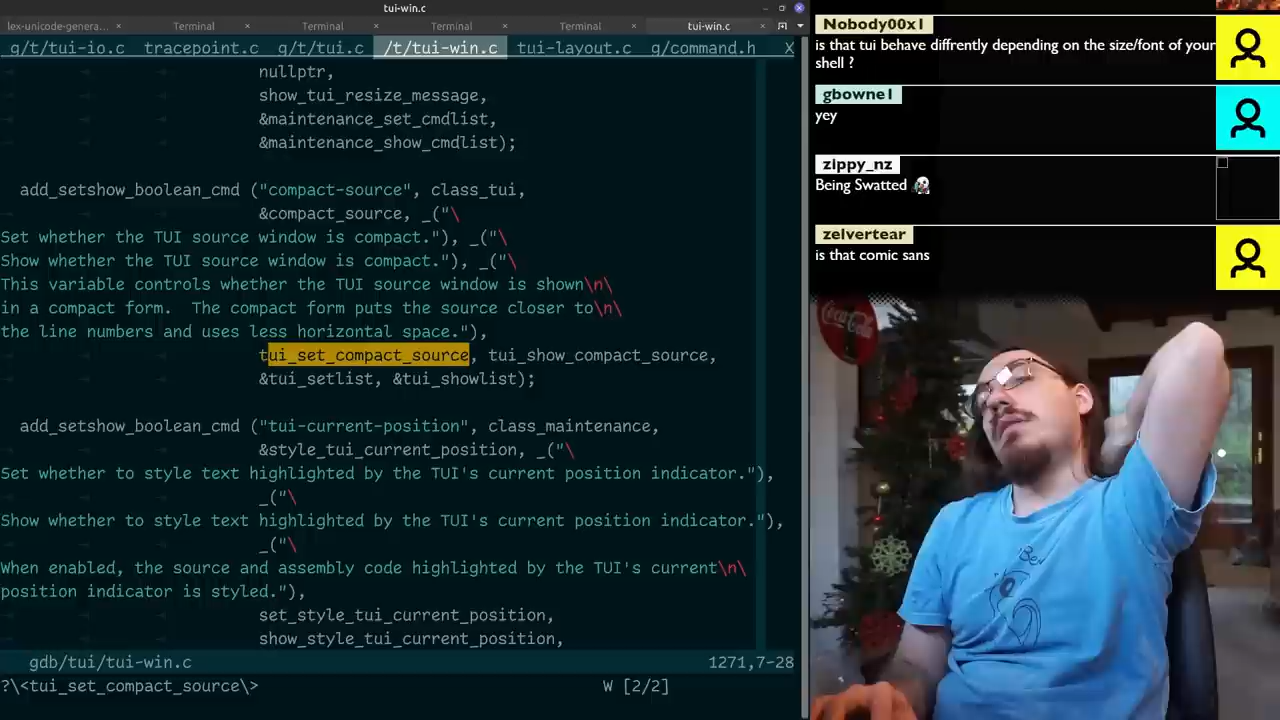 tui-win.c
lex-unicode-genera...
Terminal
Terminal
Terminal
Terminal
tui-win.c
g/t/tui-io.c tracepoint.c g/t/tui.c /t/tui-win.c tui-layout.c g/command.h X
nullptr,
show_tui_resize_message,
&maintenance_set_cmdlist,
&maintenance_show_cmdlist);
add_setshow_boolean_cmd ("compact-source", class_tui,
&compact_source, _("\
Set whether the TUI source window is compact."), _("\
Show whether the TUI source window is compact."), _("\
This variable controls whether the TUI source window is shown\n\
in a compact form.  The compact form puts the source closer to\n\
the line numbers and uses less horizontal space."),
tui_set_compact_source, tui_show_compact_source,
&tui_setlist, &tui_showlist);
add_setshow_boolean_cmd ("tui-current-position", class_maintenance,
&style_tui_current_position, _("\
Set whether to style text highlighted by the TUI's current position indicator."),
_("\
Show whether to style text highlighted by the TUI's current position indicator."),
_("\
When enabled, the source and assembly code highlighted by the TUI's current\n\
position indicator is styled."),
set_style_tui_current_position,
show_style_tui_current_position,
gdb/tui/tui-win.c 1271,7-28
?\<tui_set_compact_source\> W [2/2]
Nobody00x1
is that tui behave diffrently depending on the size/font of your
shell ?
gbowne1
yey
zippy_nz
Being Swatted
zelvertear
is that comic sans
Coca-Cola